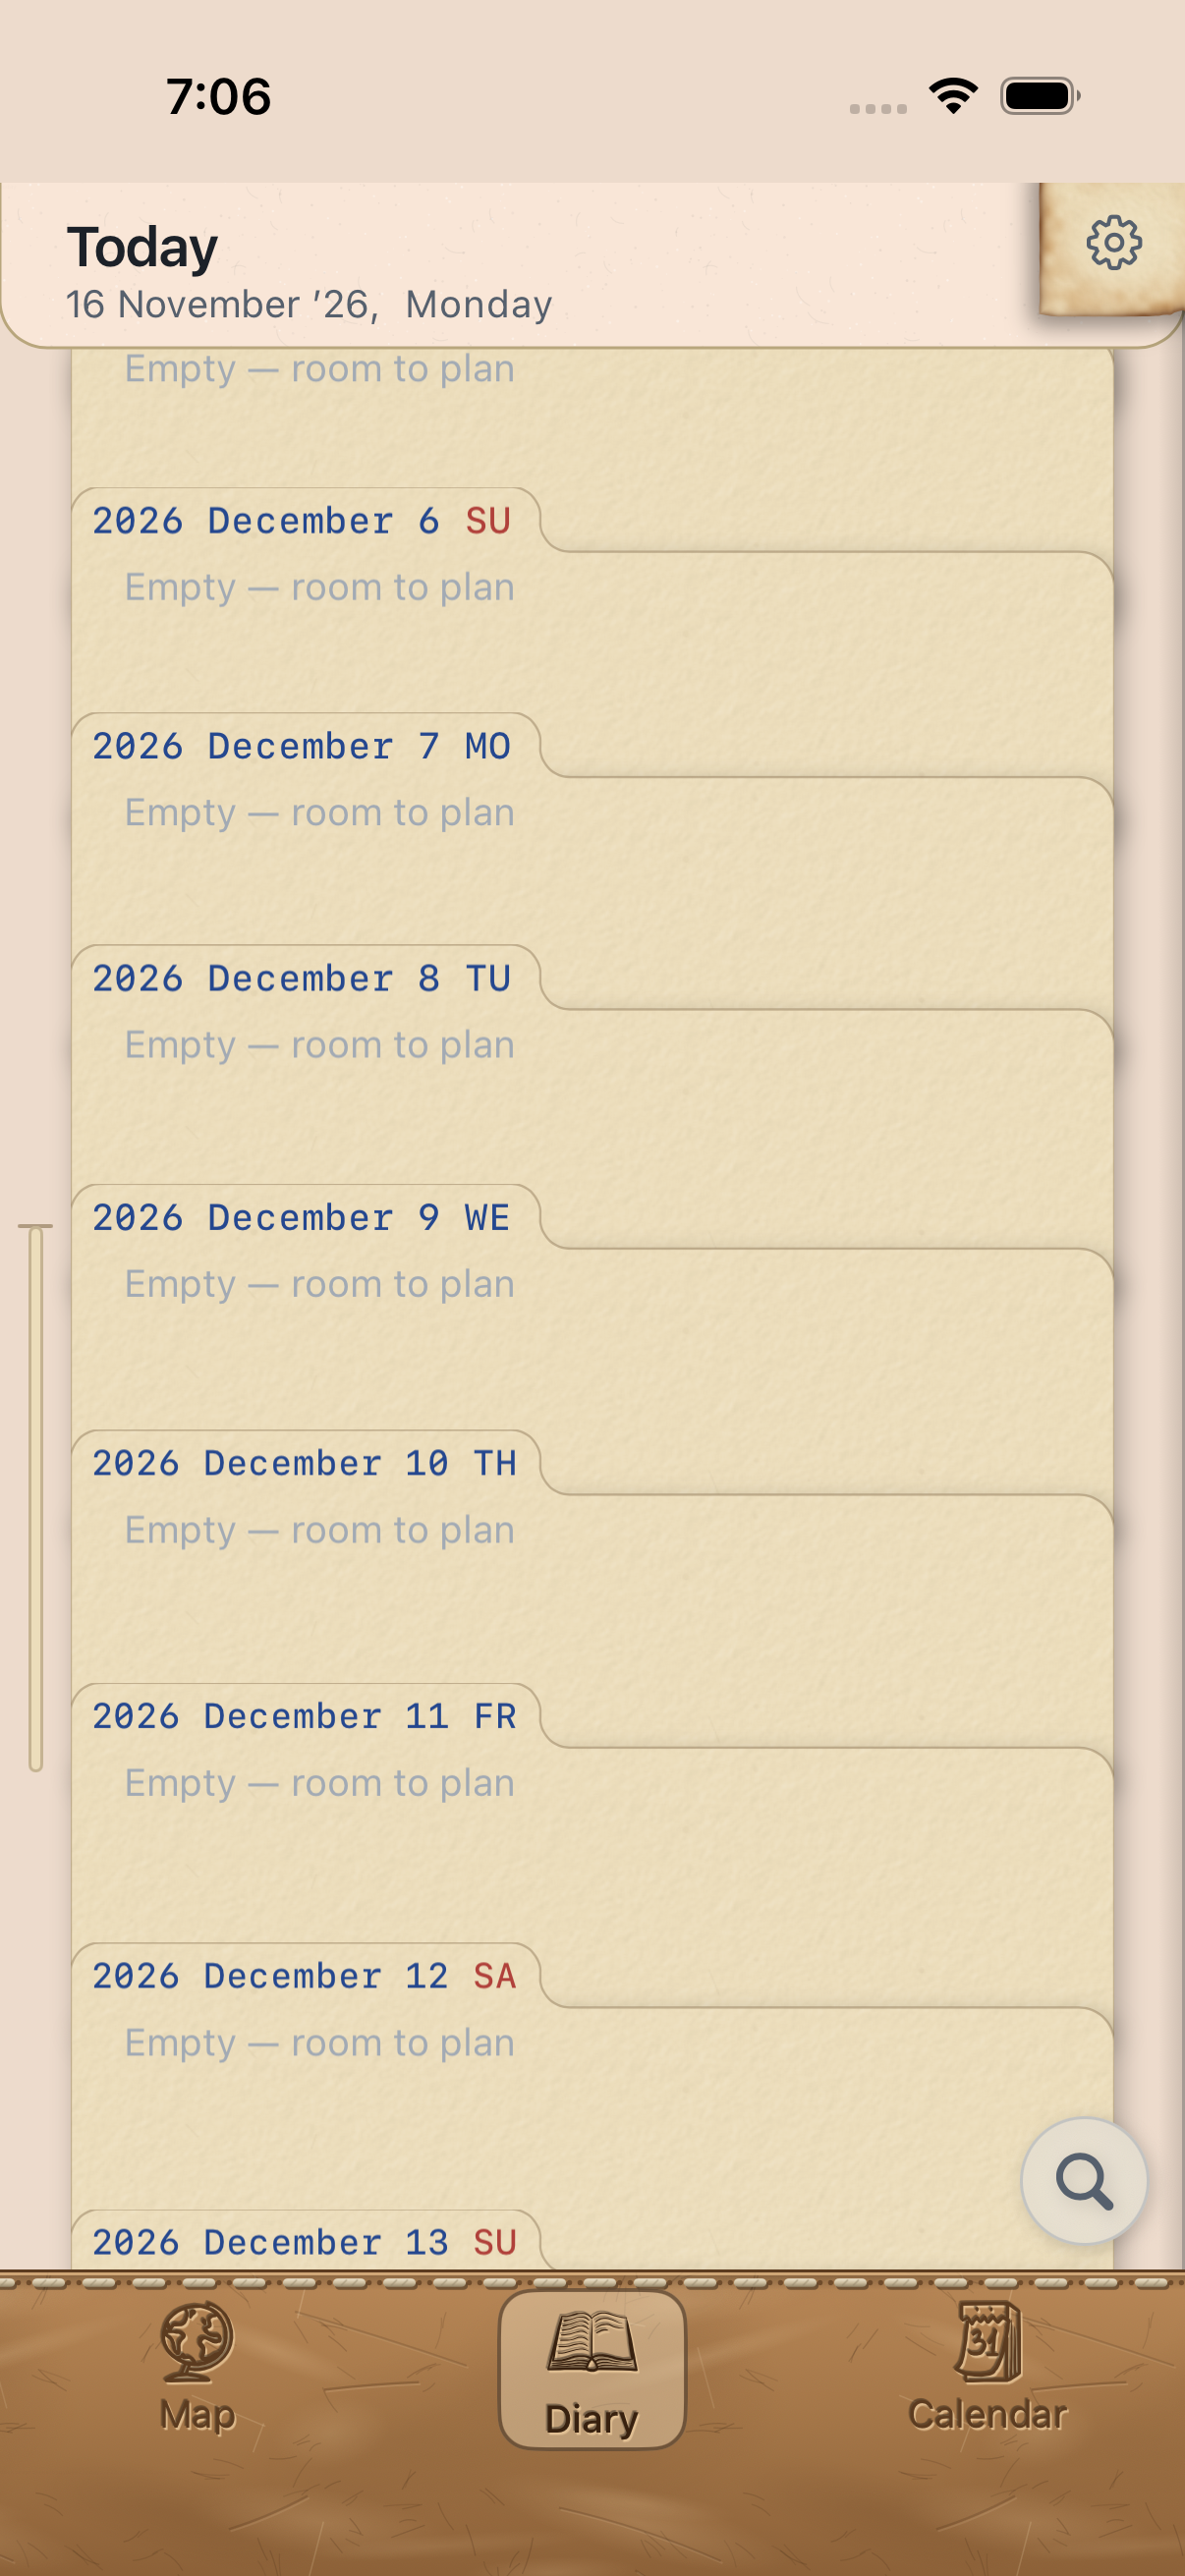 7:06
Today
16 November ’26, Monday
Empty — room to plan
2026 December 6 SU
Empty — room to plan
2026 December 7 MO
Empty — room to plan
2026 December 8 TU
Empty — room to plan
2026 December 9 WE
Empty — room to plan
2026 December 10 TH
Empty — room to plan
2026 December 11 FR
Empty — room to plan
2026 December 12 SA
Empty — room to plan
2026 December 13 SU
31
Map
Diary
Calendar